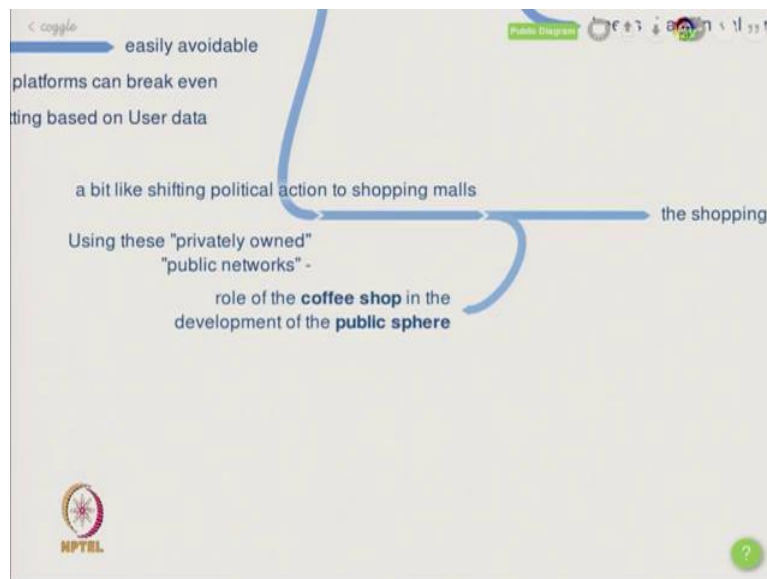 < coggle
Public Diagram
easily avoidable
platforms can break even
ting based on User data
a bit like shifting political action to shopping malls
the shopping
Using these "privately owned"
"public networks" -
role of the coffee shop in the
development of the public sphere
NPTEL
?